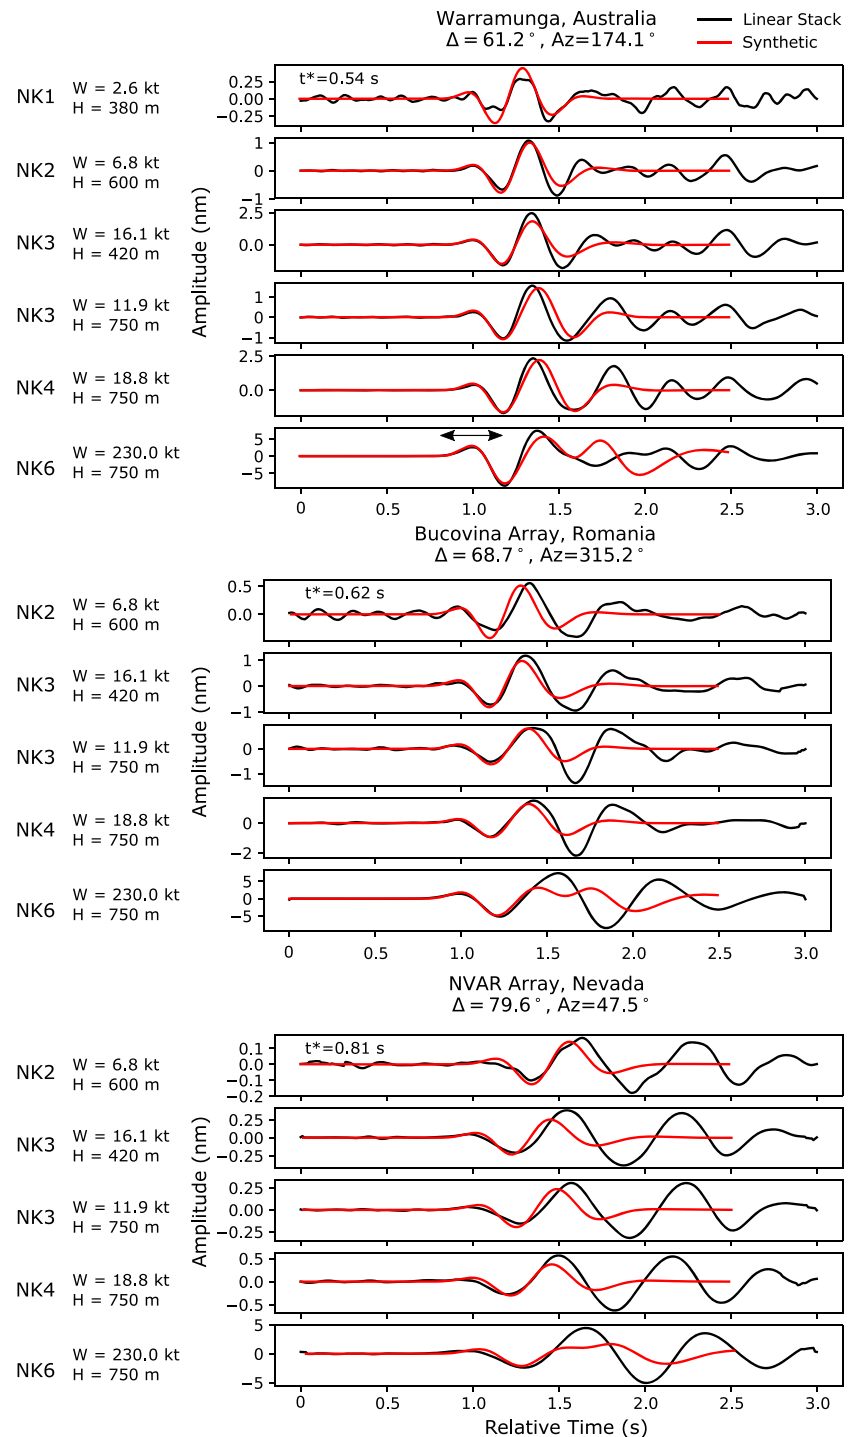 Warramunga, Australia
Δ = 61.2°, Az=174.1°
Linear Stack
Synthetic
NK1
W = 2.6 kt
H = 380 m
t*=0.54 s
0.25
0.00
−0.25
NK2
W = 6.8 kt
H = 600 m
1
0
−1
NK3
W = 16.1 kt
H = 420 m
2.5
0.0
NK3
W = 11.9 kt
H = 750 m
1
0
−1
NK4
W = 18.8 kt
H = 750 m
2.5
0.0
NK6
W = 230.0 kt
H = 750 m
5
0
−5
Amplitude (nm)
0 0.5 1.0 1.5 2.0 2.5 3.0
Bucovina Array, Romania
Δ = 68.7°, Az=315.2°
NK2
W = 6.8 kt
H = 600 m
t*=0.62 s
0.5
0.0
NK3
W = 16.1 kt
H = 420 m
1
0
−1
NK3
W = 11.9 kt
H = 750 m
0
−1
NK4
W = 18.8 kt
H = 750 m
0
−2
NK6
W = 230.0 kt
H = 750 m
5
0
−5
Amplitude (nm)
0 0.5 1.0 1.5 2.0 2.5 3.0
NVAR Array, Nevada
Δ = 79.6°, Az=47.5°
NK2
W = 6.8 kt
H = 600 m
t*=0.81 s
0.1
0.0
−0.1
−0.2
NK3
W = 16.1 kt
H = 420 m
0.25
0.00
−0.25
NK3
W = 11.9 kt
H = 750 m
0.25
0.00
−0.25
NK4
W = 18.8 kt
H = 750 m
0.5
0.0
−0.5
NK6
W = 230.0 kt
H = 750 m
5
0
−5
Amplitude (nm)
0 0.5 1.0 1.5 2.0 2.5 3.0
Relative Time (s)